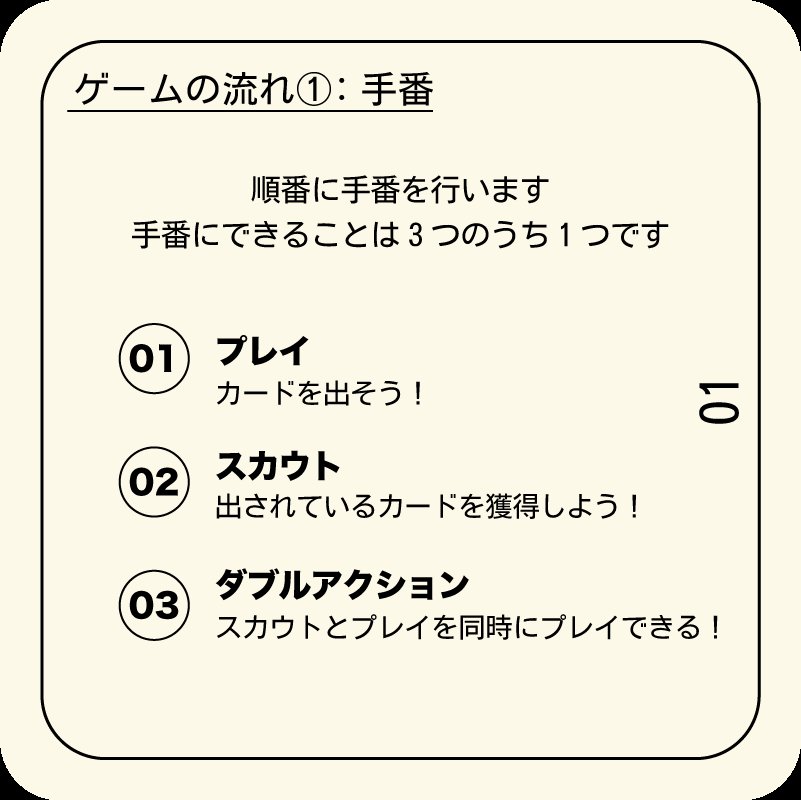 ゲームの流れ①：手番
順番に手番を行います
手番にできることは3つのうち1つです
01 プレイ
カードを出そう！
02 スカウト
出されているカードを獲得しよう！
03 ダブルアクション
スカウトとプレイを同時にプレイできる！
01